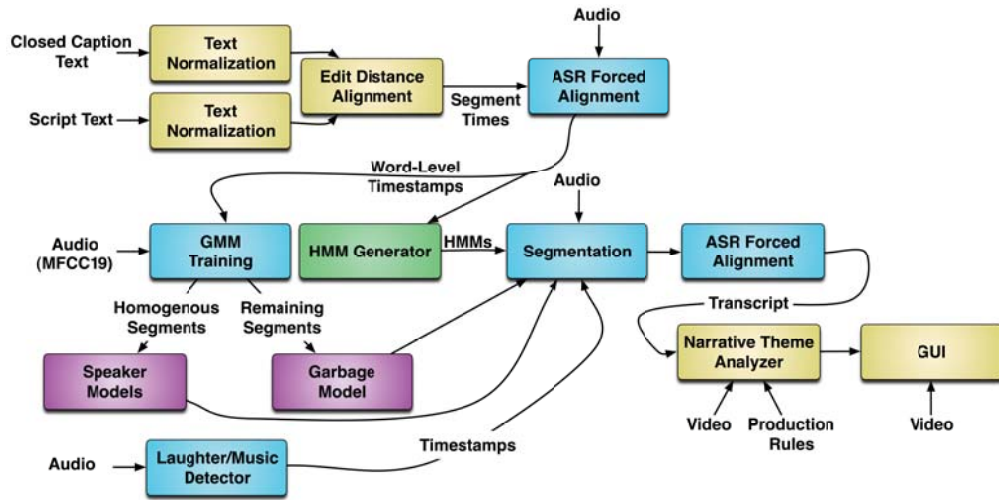 Audio
Closed Caption
Text
Text
Normalization
Edit Distance
Alignment
Segment
Times
ASR Forced
Alignment
Script Text
Text
Normalization
Word-Level
Timestamps
Audio
Audio
(MFCC19)
GMM
Training
HMM Generator
HMMs
Segmentation
ASR Forced
Alignment
Homogenous
Segments
Remaining
Segments
Transcript
Speaker
Models
Garbage
Model
Narrative Theme
Analyzer
GUI
Video
Production
Rules
Video
Audio
Laughter/Music
Detector
Timestamps